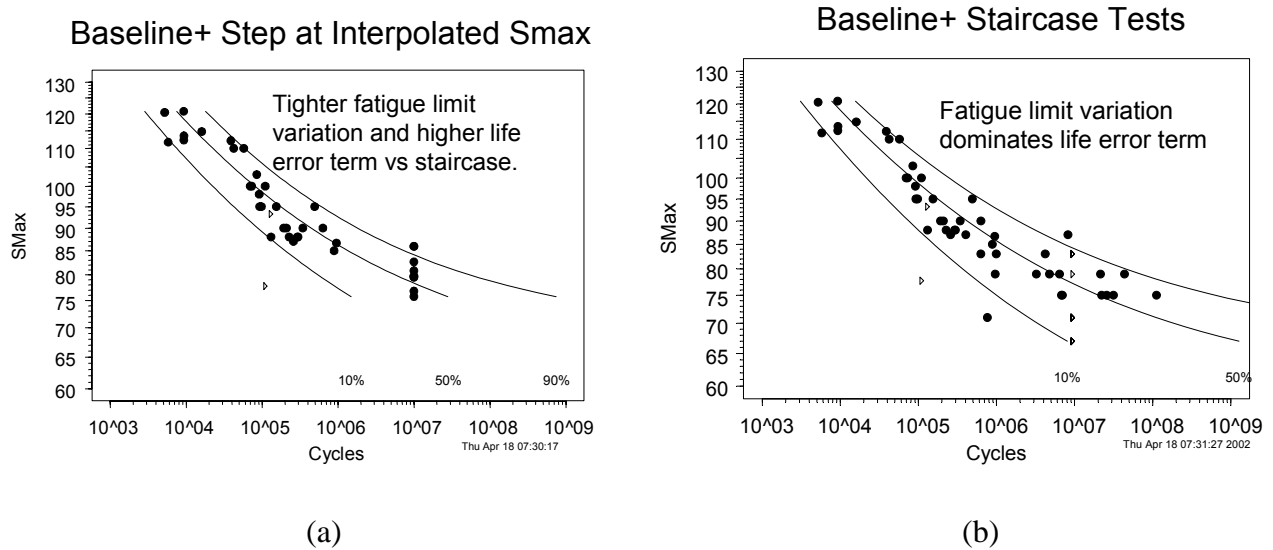 Baseline+ Step at Interpolated Smax
Tighter fatigue limit
variation and higher life
error term vs staircase.
SMax
130
120
110
100
95
90
85
80
75
70
65
60
10%
50%
90%
10^03
10^04
10^05
10^06
10^07
10^08
10^09
Thu Apr 18 07:30:17
Cycles
(a)
Baseline+ Staircase Tests
Fatigue limit variation
dominates life error term
SMax
130
120
110
100
95
90
85
80
75
70
65
60
10%
50%
10^03
10^04
10^05
10^06
10^07
10^08
10^09
Thu Apr 18 07:31:27 2002
Cycles
(b)